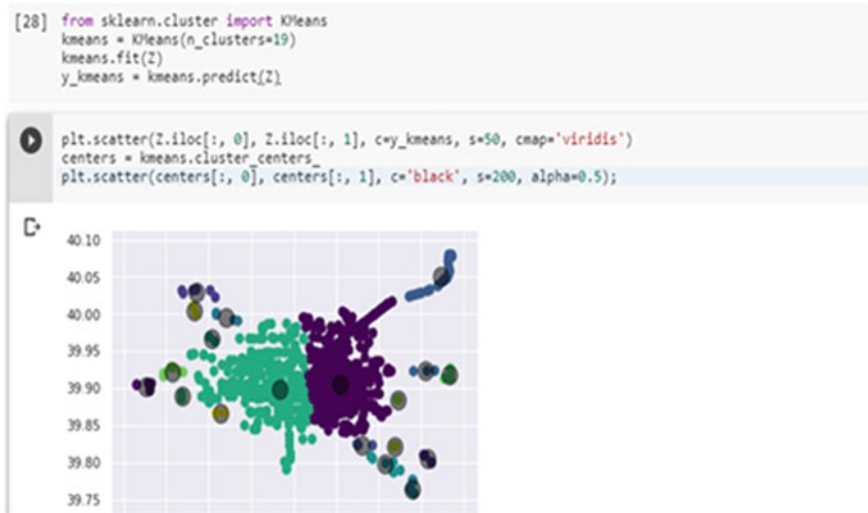 [28] from sklearn.cluster import KMeans
kmeans = KMeans(n_clusters=19)
kmeans.fit(Z)
y_kmeans = kmeans.predict(Z)
plt.scatter(Z.iloc[:, 0], Z.iloc[:, 1], c=y_kmeans, s=50, cmap='viridis')
centers = kmeans.cluster_centers_
plt.scatter(centers[:, 0], centers[:, 1], c='black', s=200, alpha=0.5);
40.10
40.05
40.00
39.95
39.90
39.85
39.80
39.75